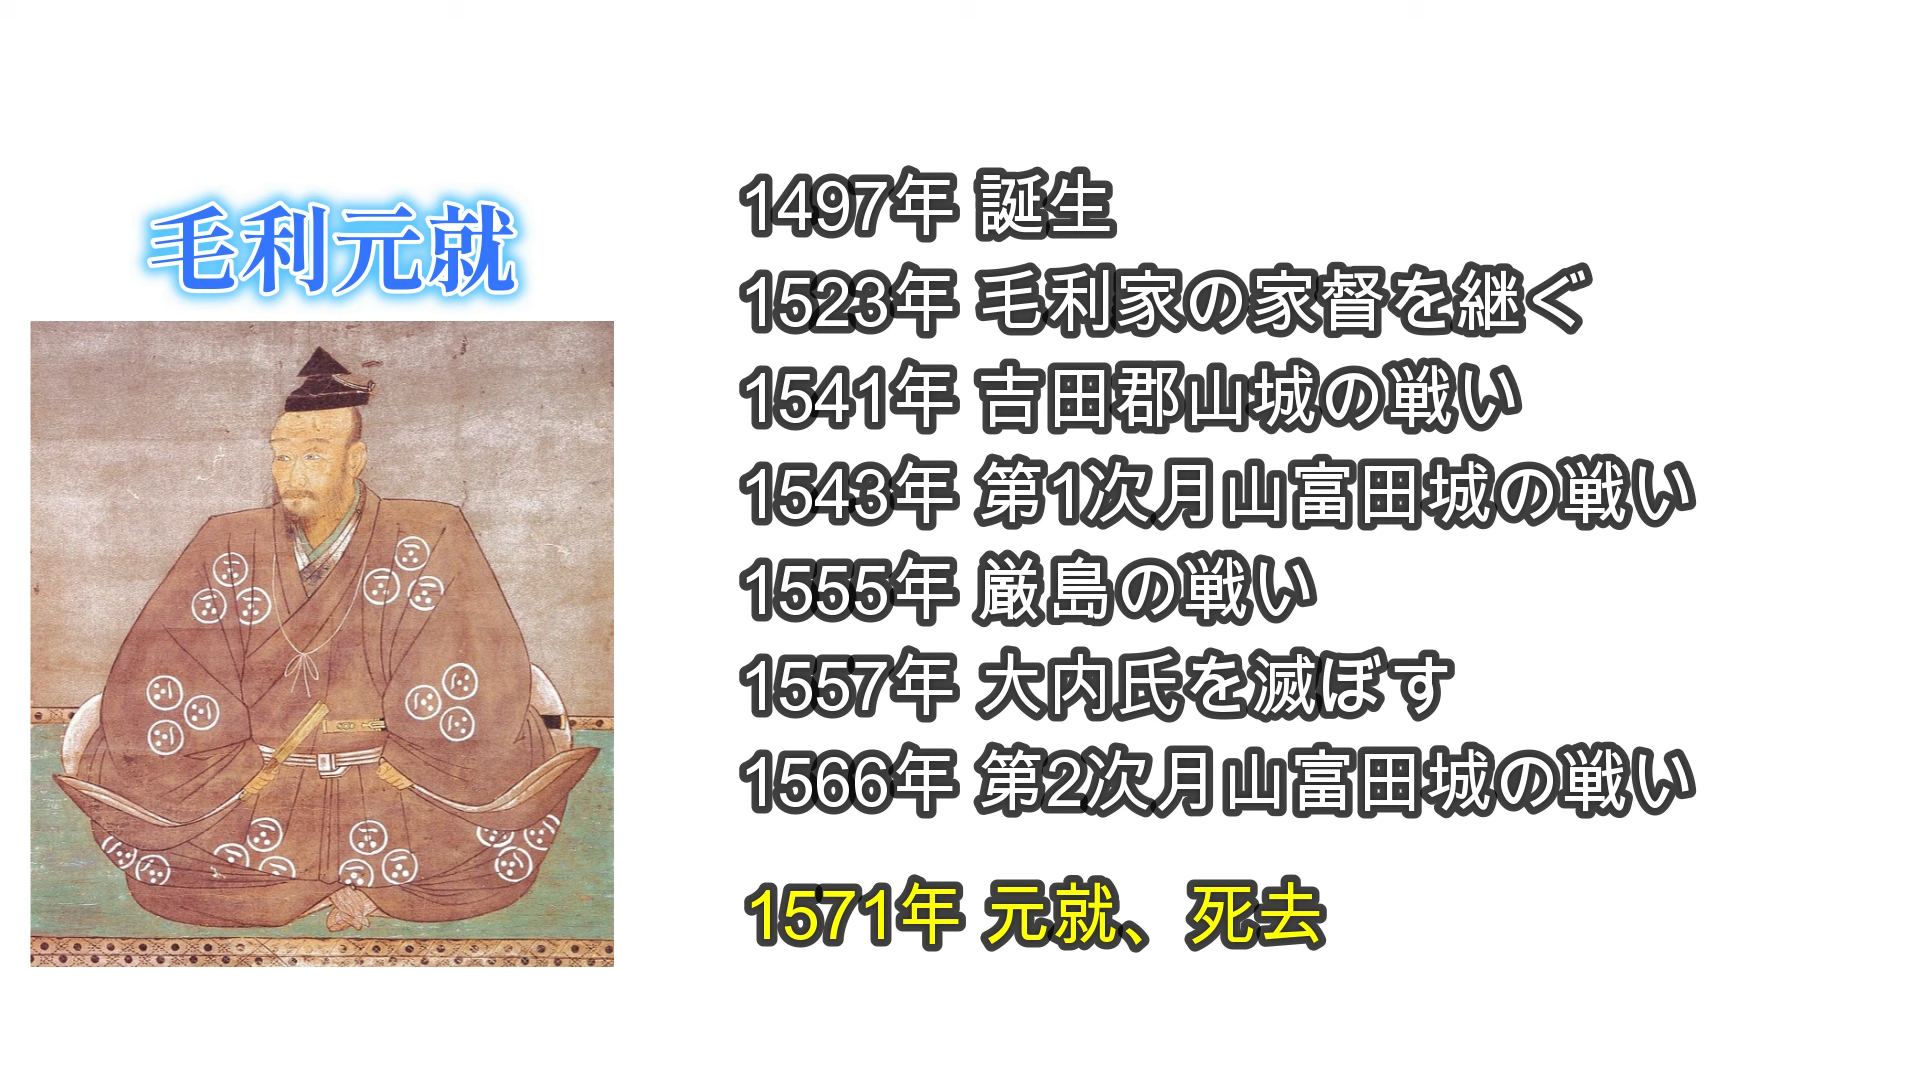 毛利元就
1497年 誕生
1523年 毛利家の家督を継ぐ
1541年 吉田郡山城の戦い
1543年 第1次月山富田城の戦い
1555年 厳島の戦い
1557年 大内氏を滅ぼす
1566年 第2次月山富田城の戦い
1571年 元就、死去